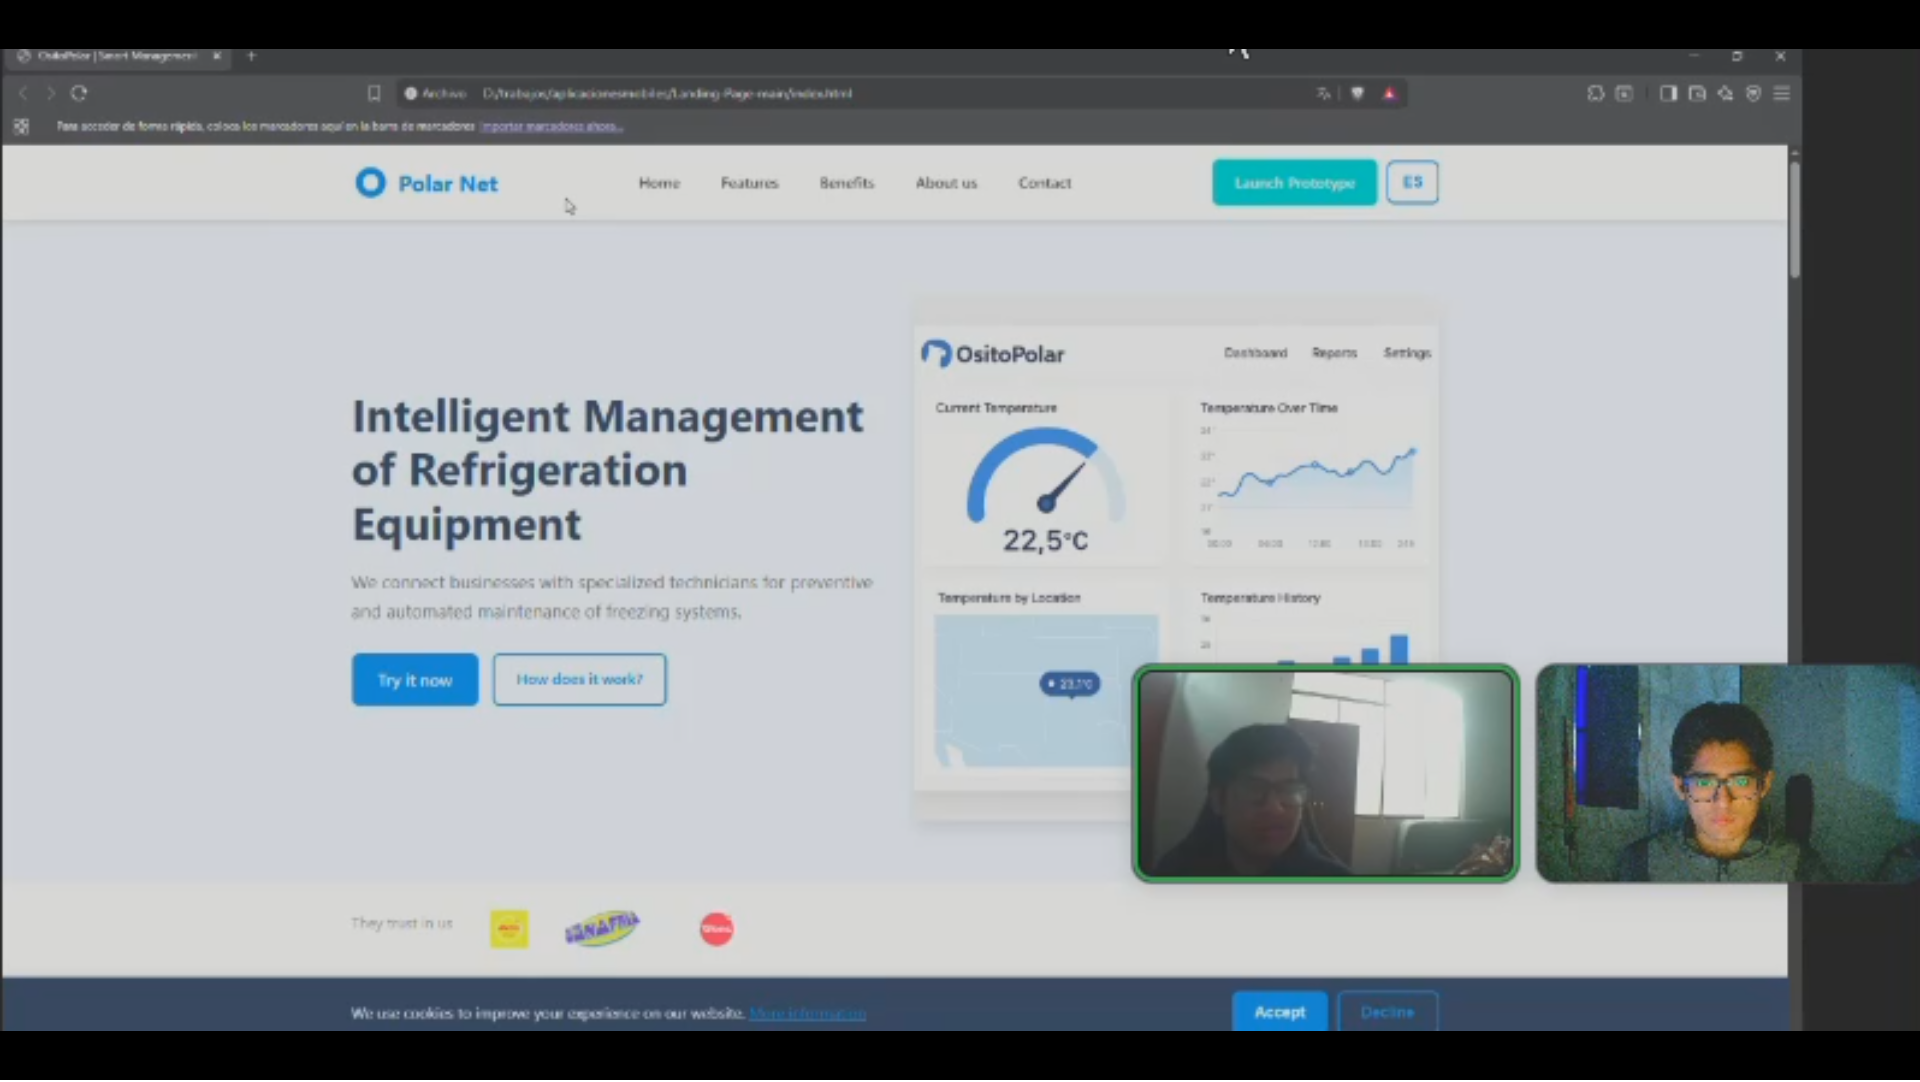 OsitoPolar | Smart Management
Archivo D:/trabajos/aplicacionesmobiles/Landing-Page-main/index.html
Para acceder de forma rápida, coloca los marcadores aquí en la barra de marcadores Importar marcadores ahora...
Polar Net
Home
Features
Benefits
About us
Contact
Launch Prototype
ES
Intelligent Management
of Refrigeration
Equipment
We connect businesses with specialized technicians for preventive
and automated maintenance of freezing systems.
Try it now
How does it work?
OsitoPolar
Dashboard
Reports
Settings
Current Temperature
22,5°C
Temperature Over Time
Temperature by Location
23,1°C
Temperature History
They trust in us
We use cookies to improve your experience on our website. More information
Accept
Decline